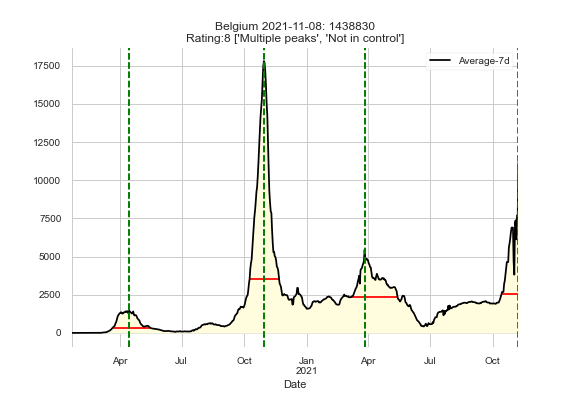 Belgium 2021-11-08: 1438830
Rating:8 ['Multiple peaks', 'Not in control']
Average-7d
17500
15000
12500
10000
7500
5000
2500
0
Apr
Jul
Oct
Jan
2021
Apr
Jul
Oct
Date